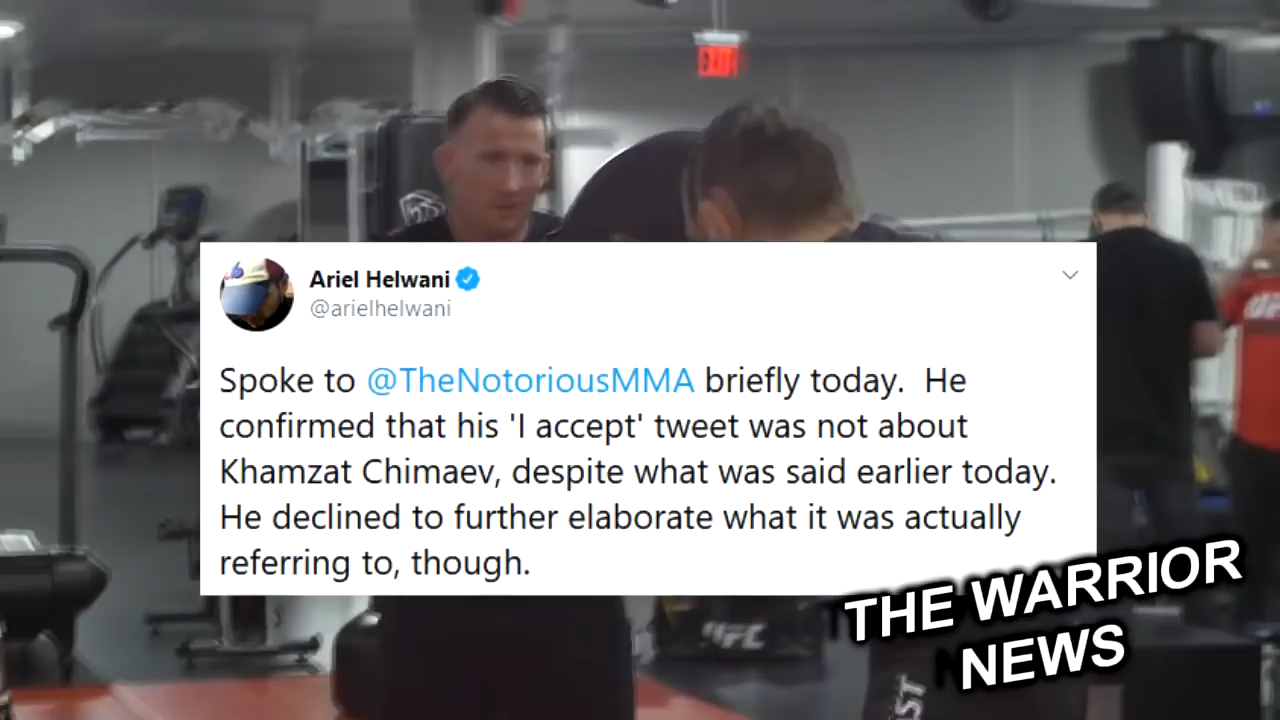 EXIT
Ariel Helwani
@arielhelwani
Spoke to @TheNotoriousMMA briefly today. He
confirmed that his 'I accept' tweet was not about
Khamzat Chimaev, despite what was said earlier today.
He declined to further elaborate what it was actually
referring to, though.
THE WARRIOR
NEWS
UFC